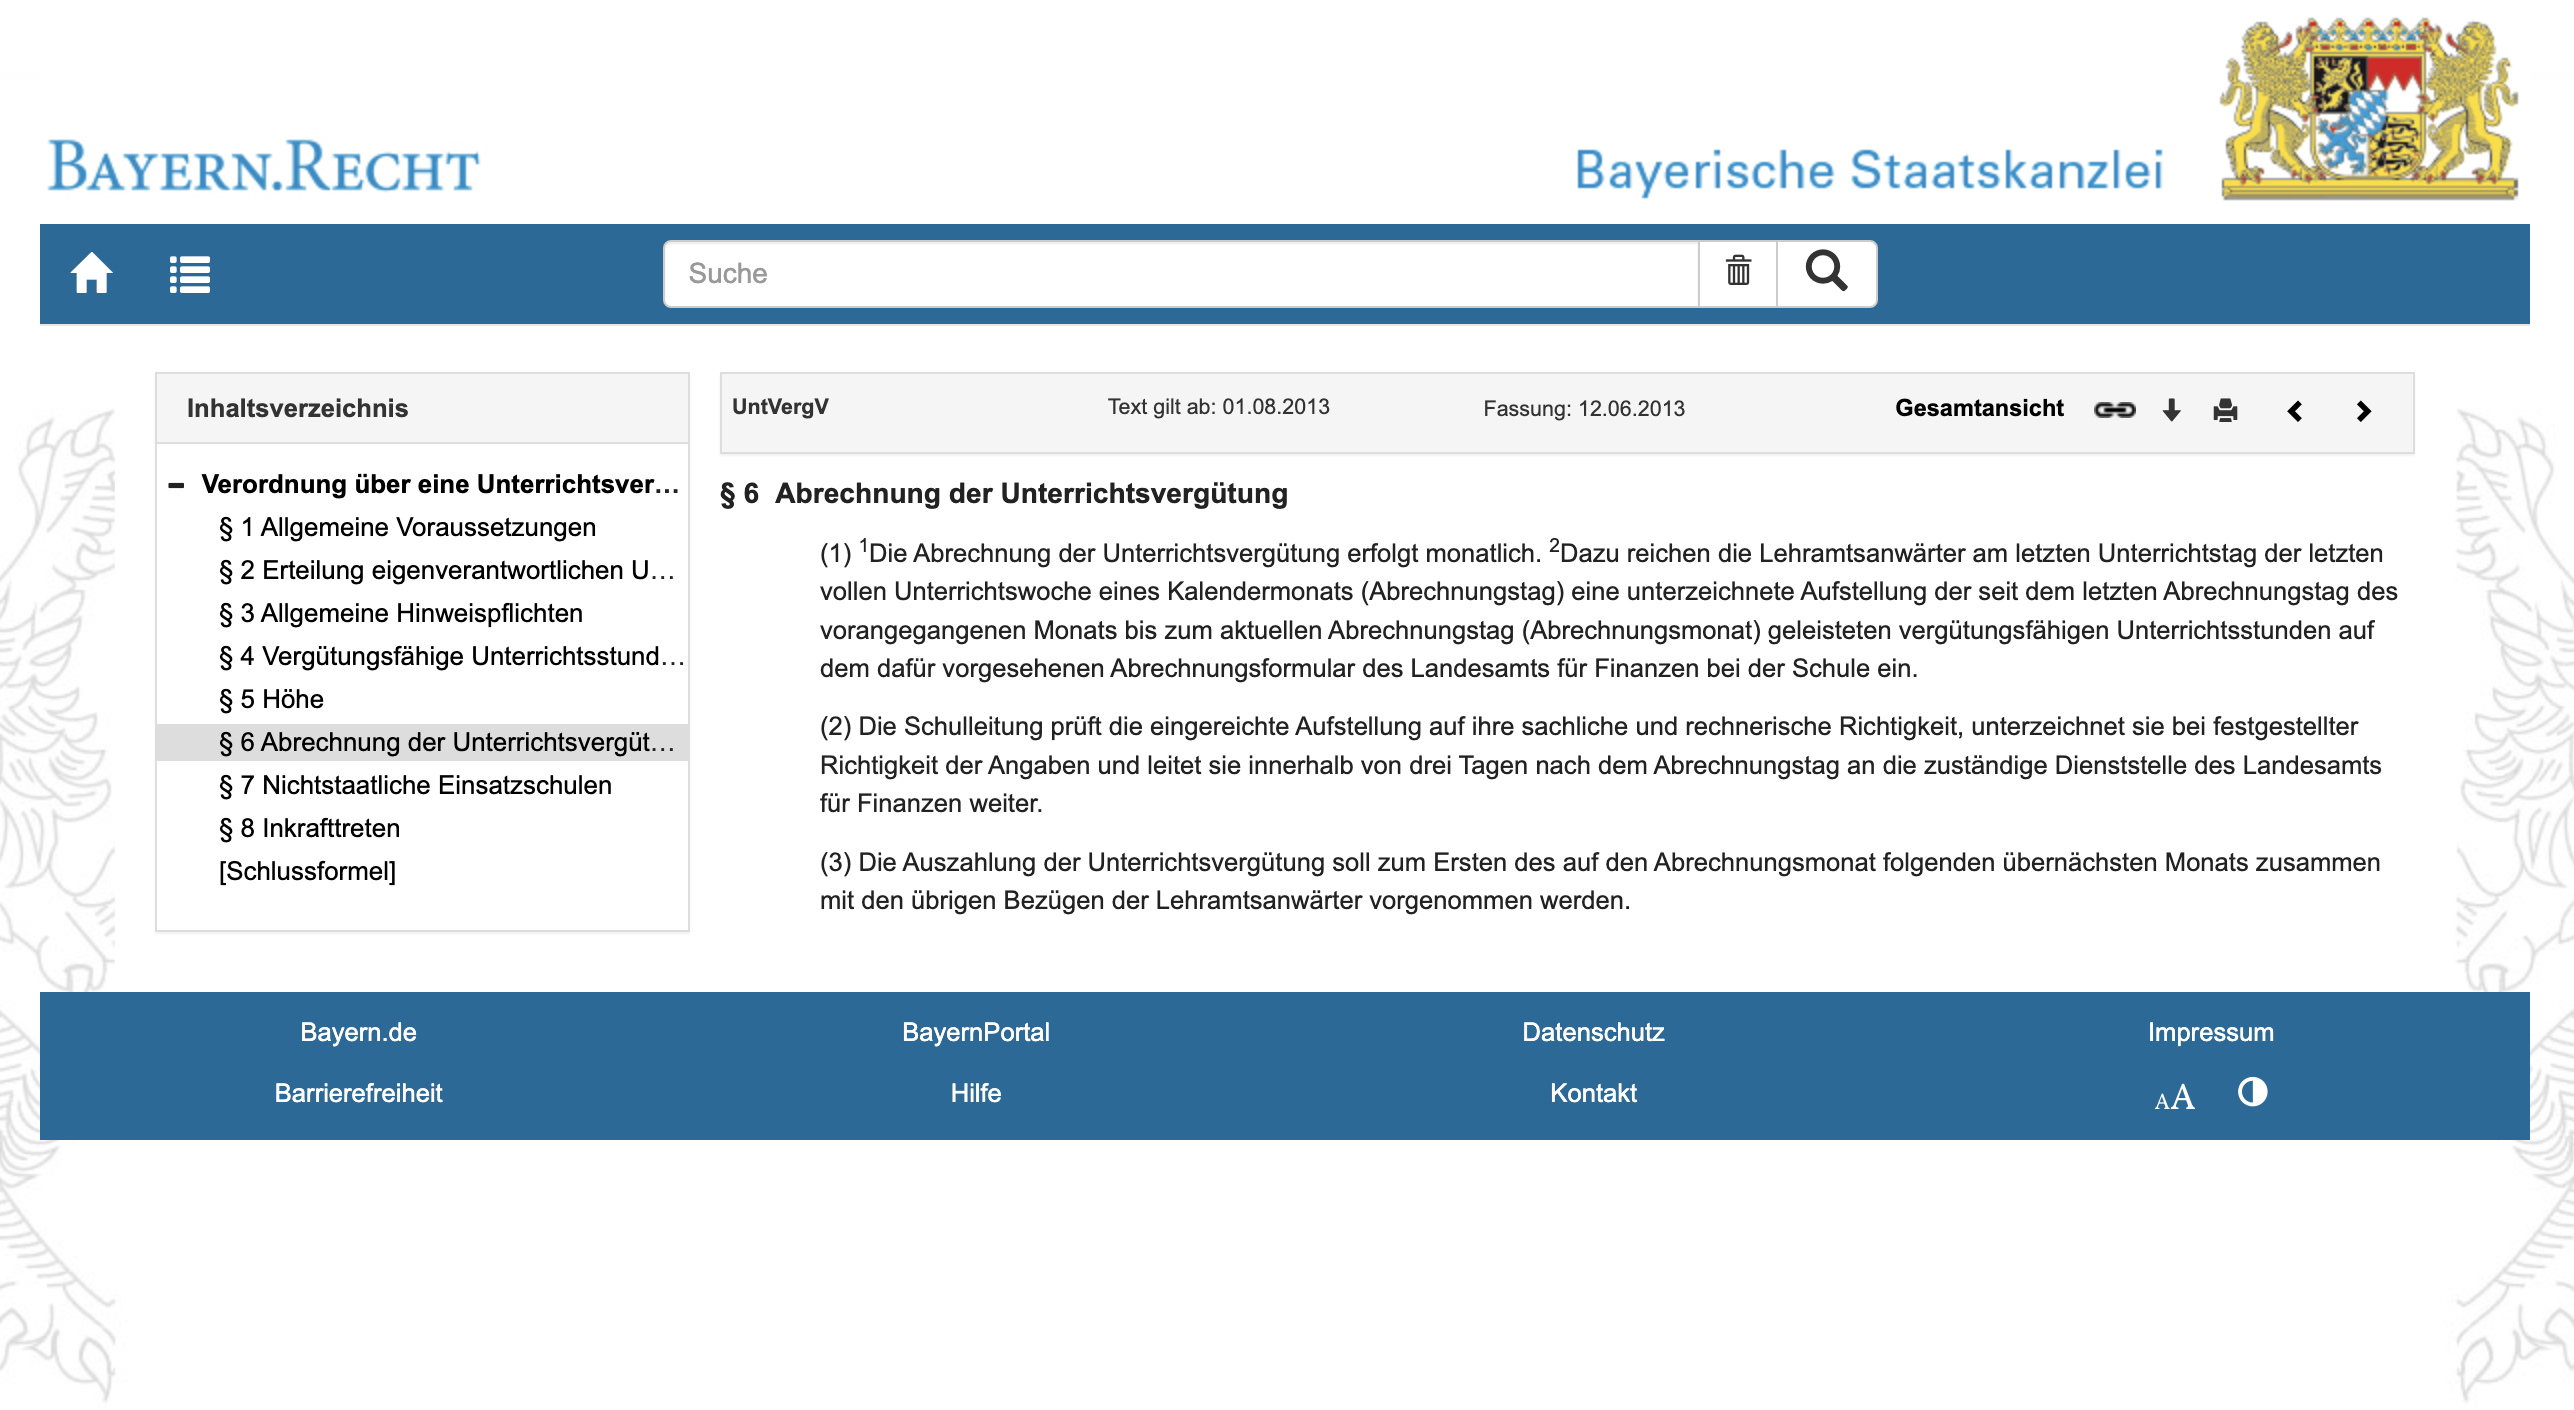 BAYERN.RECHT
Bayerische Staatskanzlei
Suche
Inhaltsverzeichnis
Verordnung über eine Unterrichtsver...
§ 1 Allgemeine Voraussetzungen
§ 2 Erteilung eigenverantwortlichen U...
§ 3 Allgemeine Hinweispflichten
§ 4 Vergütungsfähige Unterrichtsstund...
§ 5 Höhe
§ 6 Abrechnung der Unterrichtsvergüt...
§ 7 Nichtstaatliche Einsatzschulen
§ 8 Inkrafttreten
[Schlussformel]
UntVergV Text gilt ab: 01.08.2013 Fassung: 12.06.2013 Gesamtansicht
§ 6 Abrechnung der Unterrichtsvergütung
(1) ¹Die Abrechnung der Unterrichtsvergütung erfolgt monatlich. ²Dazu reichen die Lehramtsanwärter am letzten Unterrichtstag der letzten
vollen Unterrichtswoche eines Kalendermonats (Abrechnungstag) eine unterzeichnete Aufstellung der seit dem letzten Abrechnungstag des
vorangegangenen Monats bis zum aktuellen Abrechnungstag (Abrechnungsmonat) geleisteten vergütungsfähigen Unterrichtsstunden auf
dem dafür vorgesehenen Abrechnungsformular des Landesamts für Finanzen bei der Schule ein.
(2) Die Schulleitung prüft die eingereichte Aufstellung auf ihre sachliche und rechnerische Richtigkeit, unterzeichnet sie bei festgestellter
Richtigkeit der Angaben und leitet sie innerhalb von drei Tagen nach dem Abrechnungstag an die zuständige Dienststelle des Landesamts
für Finanzen weiter.
(3) Die Auszahlung der Unterrichtsvergütung soll zum Ersten des auf den Abrechnungsmonat folgenden übernächsten Monats zusammen
mit den übrigen Bezügen der Lehramtsanwärter vorgenommen werden.
Bayern.de BayernPortal Datenschutz Impressum
Barrierefreiheit Hilfe Kontakt AA